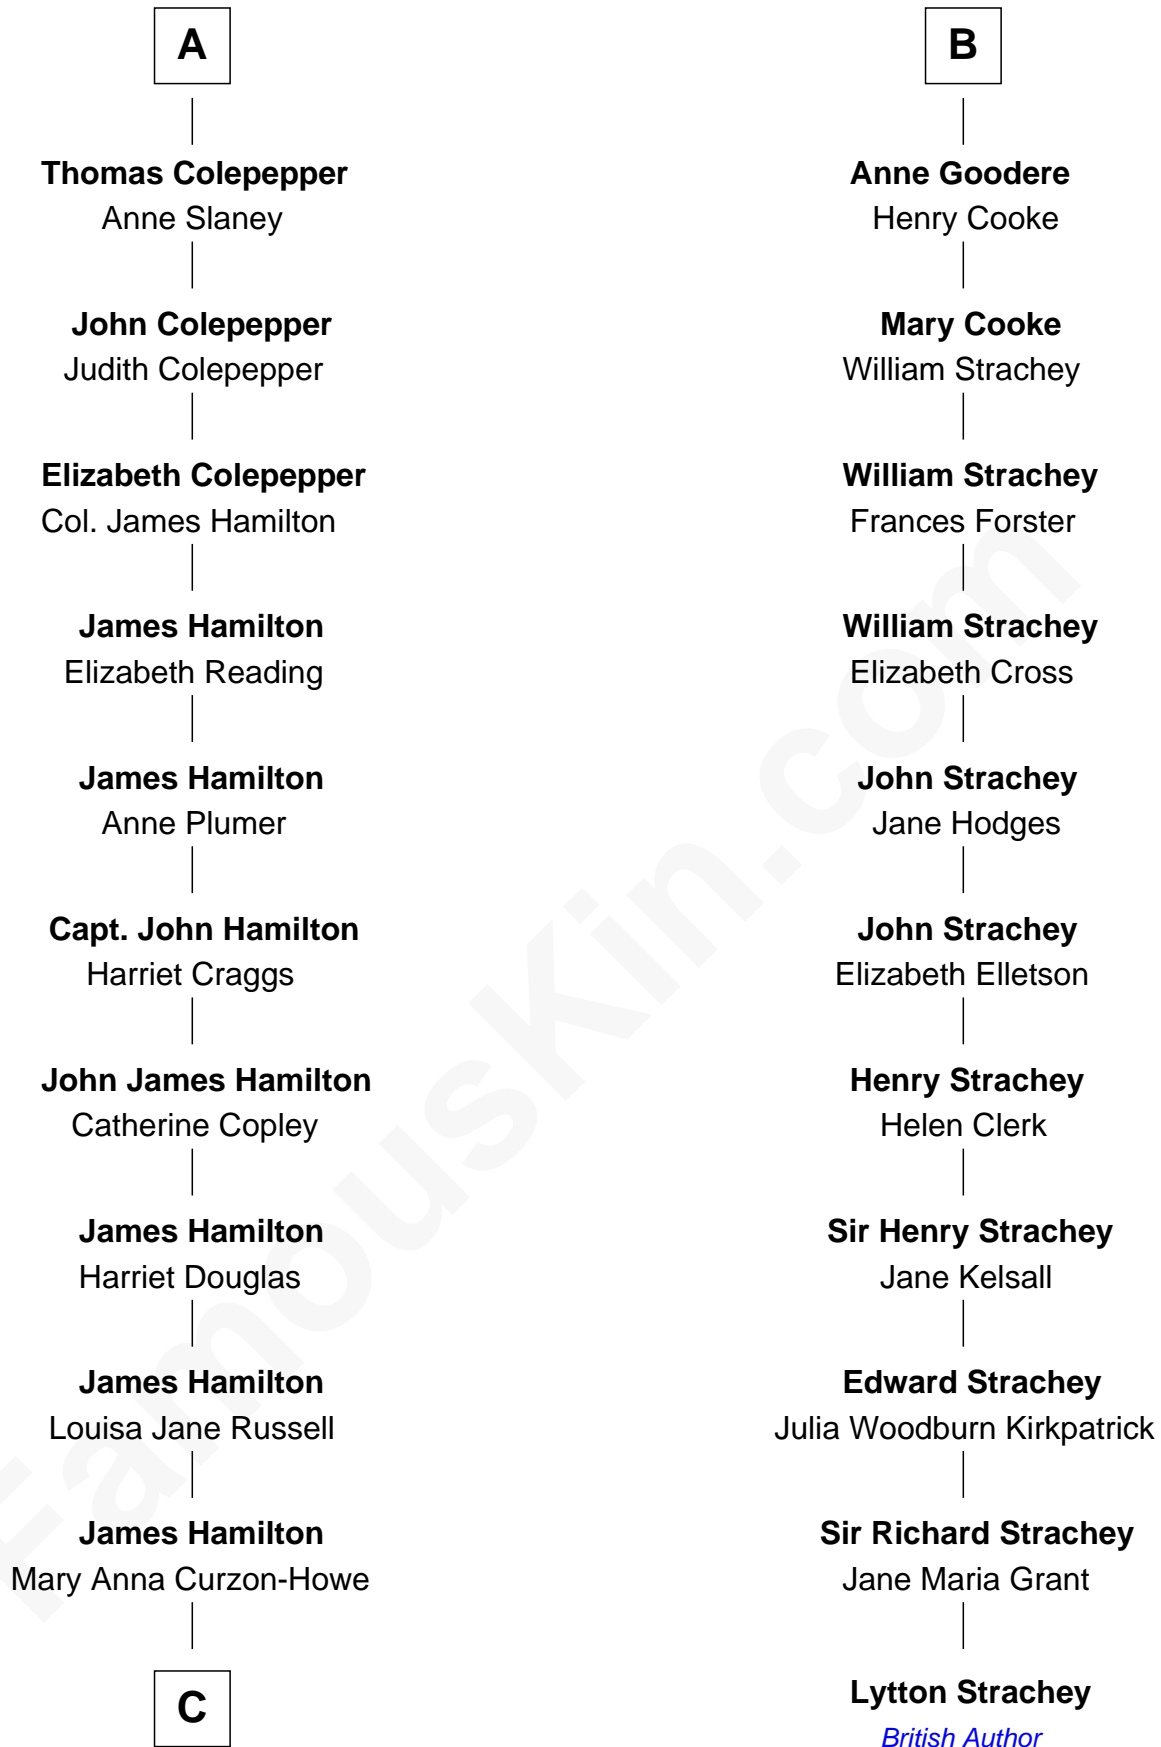 A
Thomas Colepepper
Anne Slaney
John Colepepper
Judith Colepepper
Elizabeth Colepepper
Col. James Hamilton
James Hamilton
Elizabeth Reading
James Hamilton
Anne Plumer
Capt. John Hamilton
Harriet Craggs
John James Hamilton
Catherine Copley
James Hamilton
Harriet Douglas
James Hamilton
Louisa Jane Russell
James Hamilton
Mary Anna Curzon-Howe
C
B
Anne Goodere
Henry Cooke
Mary Cooke
William Strachey
William Strachey
Frances Forster
William Strachey
Elizabeth Cross
John Strachey
Jane Hodges
John Strachey
Elizabeth Elletson
Henry Strachey
Helen Clerk
Sir Henry Strachey
Jane Kelsall
Edward Strachey
Julia Woodburn Kirkpatrick
Sir Richard Strachey
Jane Maria Grant
Lytton Strachey
British Author
FamousKin.com